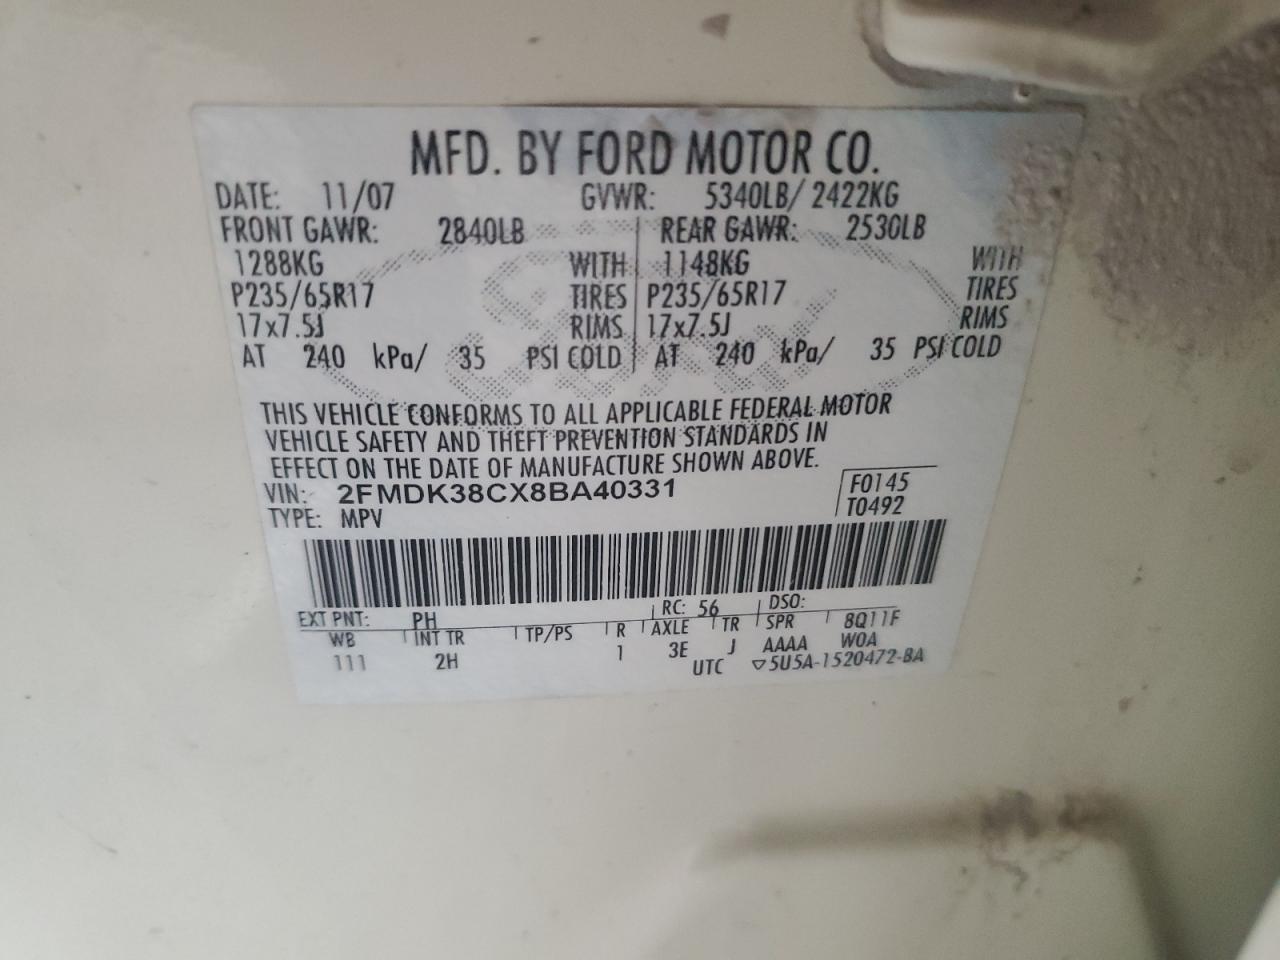 MFD. BY FORD MOTOR CO.
DATE: 11/07 GVWR: 5340LB/ 2422KG
FRONT GAWR: 2840LB REAR GAWR: 2530LB
1288KG WITH 1148KG WITH
P235/65R17 TIRES P235/65R17 TIRES
17x7.5J RIMS 17x7.5J RIMS
AT 240 kPa/ 35 PSI COLD AT 240 kPa/ 35 PSI COLD
THIS VEHICLE CONFORMS TO ALL APPLICABLE FEDERAL MOTOR
VEHICLE SAFETY AND THEFT PREVENTION STANDARDS IN
EFFECT ON THE DATE OF MANUFACTURE SHOWN ABOVE.
VIN: 2FMDK38CX8BA40331 F0145
TYPE: MPV T0492
EXT PNT: PH RC: 56 DSO:
WB INT TR TP/PS R AXLE TR SPR 8Q11F
111 2H 1 3E J AAAA WOA
UTC ▽5U5A-1520472-BA